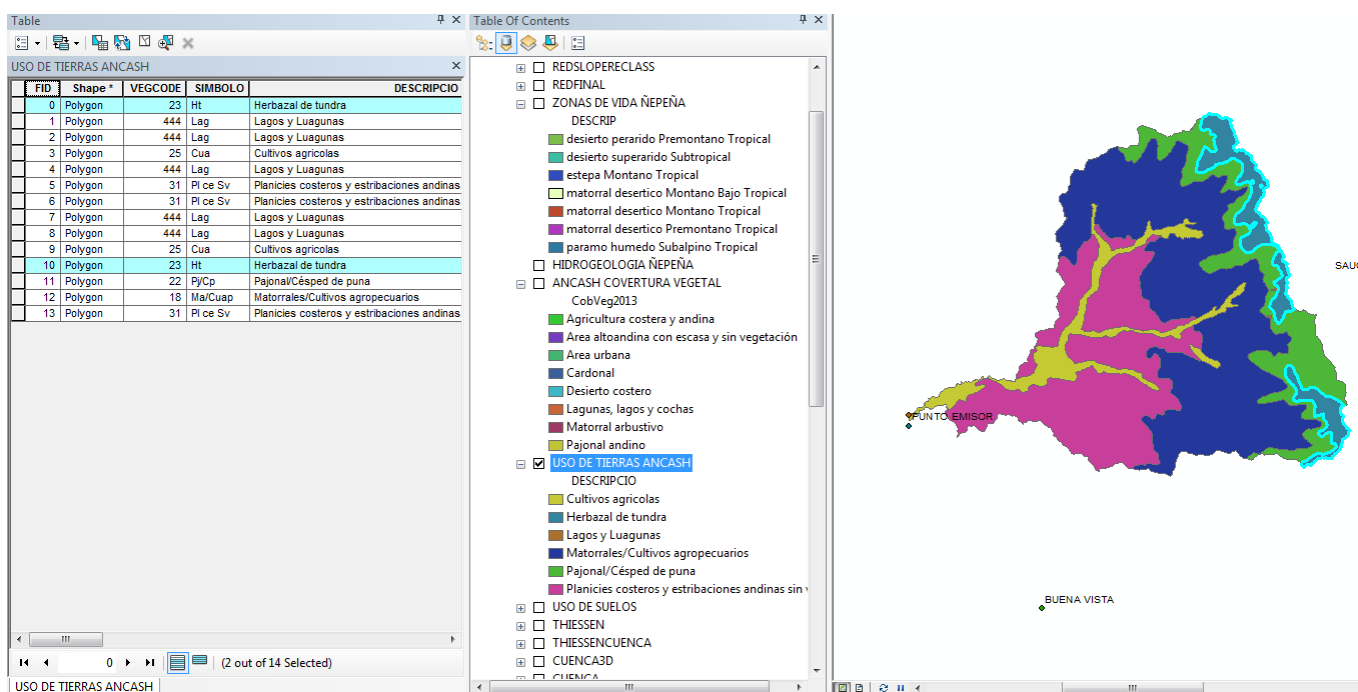 Table
USO DE TIERRAS ANCASH
FID Shape * VEGCODE SIMBOLO DESCRIPCIO
0 Polygon 23 Ht Herbazal de tundra
1 Polygon 444 Lag Lagos y Luagunas
2 Polygon 444 Lag Lagos y Luagunas
3 Polygon 25 Cua Cultivos agricolas
4 Polygon 444 Lag Lagos y Luagunas
5 Polygon 31 Pl ce Sv Planicies costeros y estribaciones andinas
6 Polygon 31 Pl ce Sv Planicies costeros y estribaciones andinas
7 Polygon 444 Lag Lagos y Luagunas
8 Polygon 444 Lag Lagos y Luagunas
9 Polygon 25 Cua Cultivos agricolas
10 Polygon 23 Ht Herbazal de tundra
11 Polygon 22 Pj/Cp Pajonal/Césped de puna
12 Polygon 18 Ma/Cuap Matorrales/Cultivos agropecuarios
13 Polygon 31 Pl ce Sv Planicies costeros y estribaciones andinas
0
(2 out of 14 Selected)
USO DE TIERRAS ANCASH
Table Of Contents
REDSLOPERECLASS
REDFINAL
ZONAS DE VIDA ÑEPEÑA
DESCRIP
desierto perarido Premontano Tropical
desierto superarido Subtropical
estepa Montano Tropical
matorral desertico Montano Bajo Tropical
matorral desertico Montano Tropical
matorral desertico Premontano Tropical
paramo humedo Subalpino Tropical
HIDROGEOLOGIA ÑEPEÑA
ANCASH COVERTURA VEGETAL
CobVeg2013
Agricultura costera y andina
Area altoandina con escasa y sin vegetación
Area urbana
Cardonal
Desierto costero
Lagunas, lagos y cochas
Matorral arbustivo
Pajonal andino
USO DE TIERRAS ANCASH
DESCRIPCIO
Cultivos agricolas
Herbazal de tundra
Lagos y Luagunas
Matorrales/Cultivos agropecuarios
Pajonal/Césped de puna
Planicies costeros y estribaciones andinas sin
USO DE SUELOS
THIESSEN
THIESSENCUENCA
CUENCA3D
CUENCA
PUNTO EMISOR
BUENA VISTA